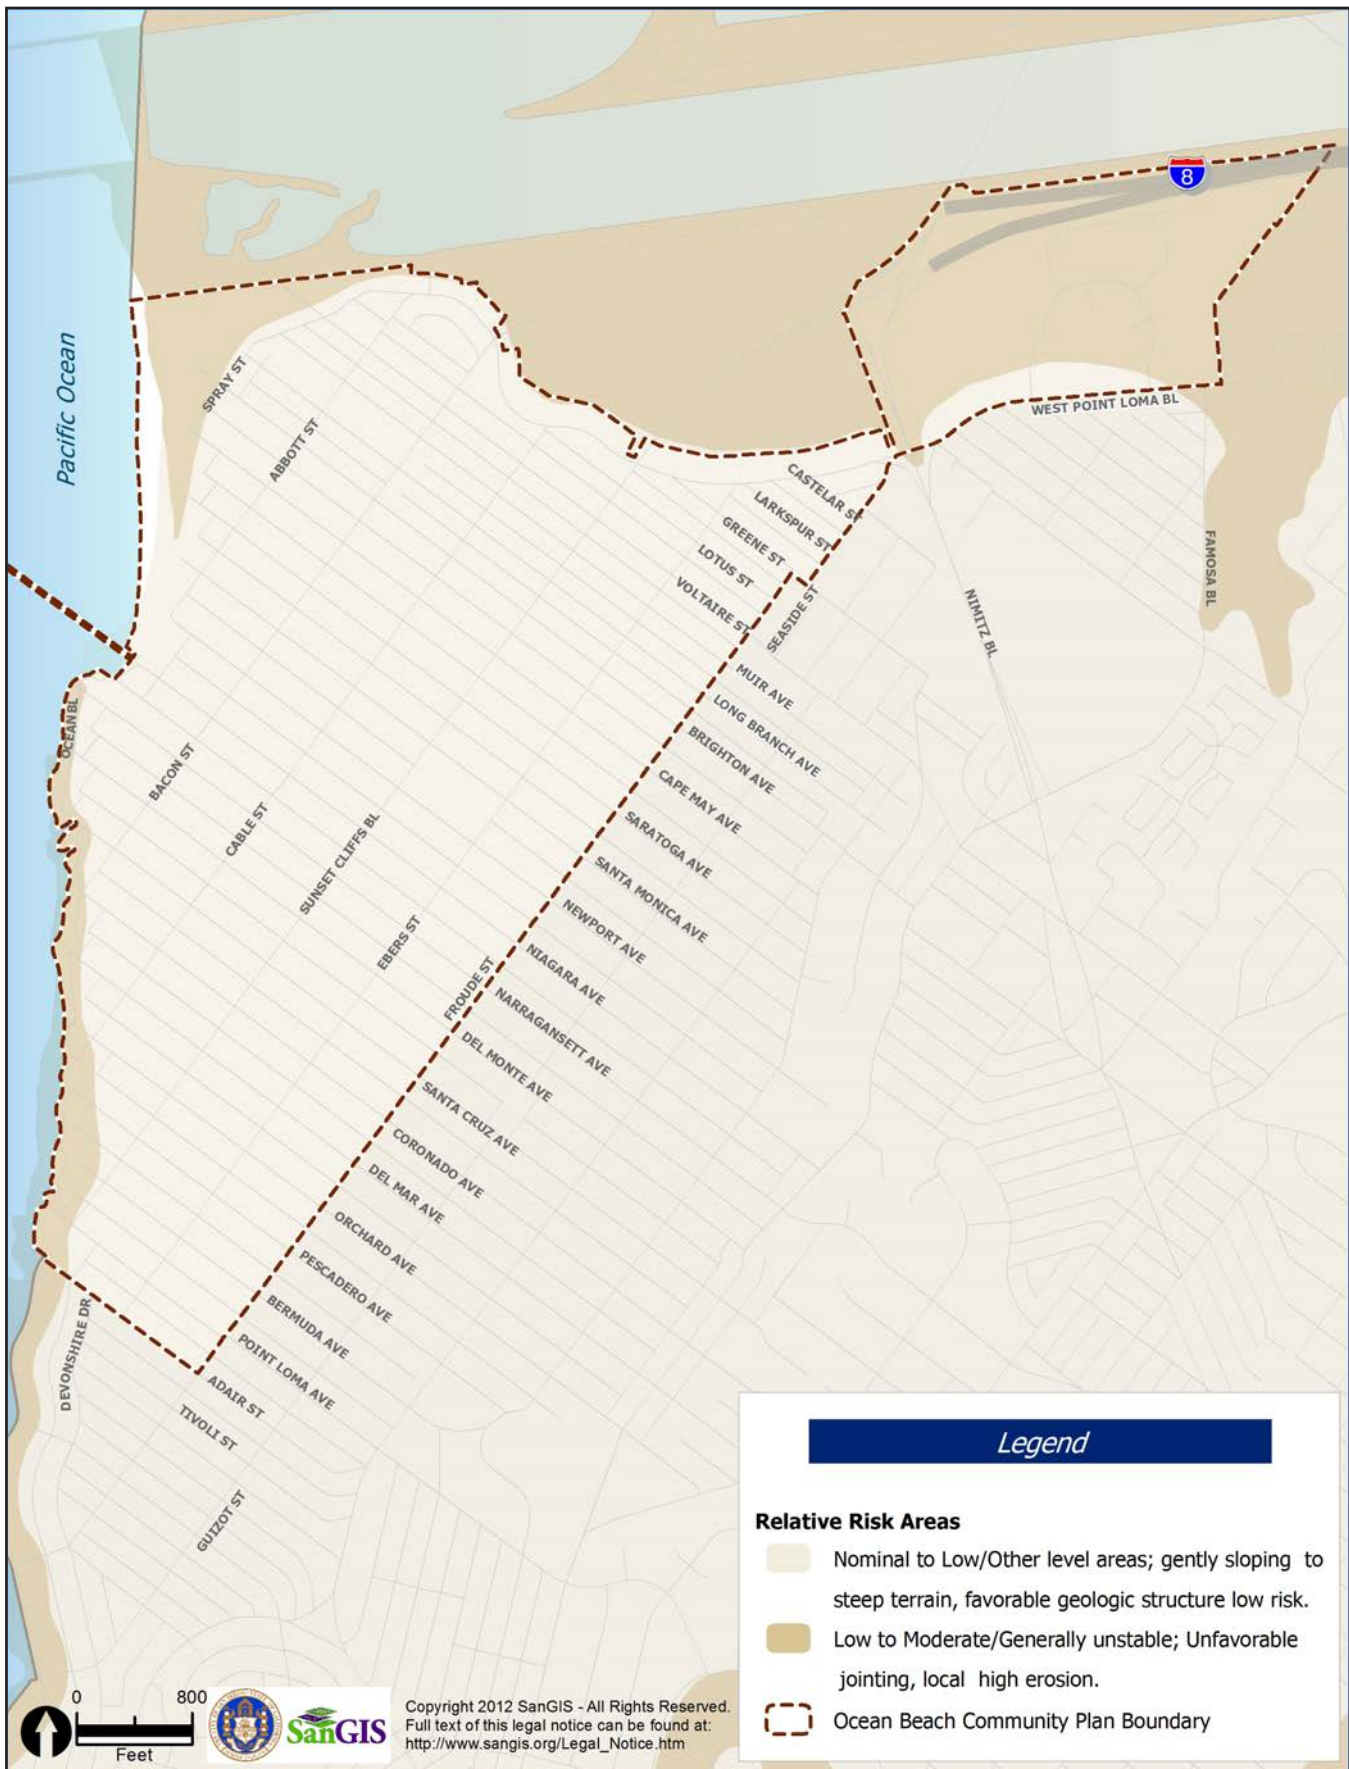 8
Pacific Ocean
SPRAY ST
ABBOTT ST
WEST POINT LOMA BL
CASTELAR ST
LARKSPUR ST
GREENE ST
LOTUS ST
VOLTAIRE ST
SEASIDE ST
FAMOSA BL
NIMITZ BL
MUIR AVE
LONG BRANCH AVE
BRIGHTON AVE
CAPE MAY AVE
SARATOGA AVE
SANTA MONICA AVE
NEWPORT AVE
NIAGARA AVE
NARRAGANSETT AVE
OCEAN BL
BACON ST
CABLE ST
SUNSET CLIFFS BL
EBERS ST
FROUDE ST
DEL MONTE AVE
SANTA CRUZ AVE
CORONADO AVE
DEL MAR AVE
ORCHARD AVE
PESCADERO AVE
BERMUDA AVE
POINT LOMA AVE
DEVONSHIRE DR
ADAIR ST
TIVOLI ST
GUIZOT ST
Legend
Relative Risk Areas
Nominal to Low/Other level areas; gently sloping to
steep terrain, favorable geologic structure low risk.
Low to Moderate/Generally unstable; Unfavorable
jointing, local high erosion.
Ocean Beach Community Plan Boundary
0 800
Feet
SanGIS
Copyright 2012 SanGIS - All Rights Reserved.
Full text of this legal notice can be found at:
http://www.sangis.org/Legal_Notice.htm